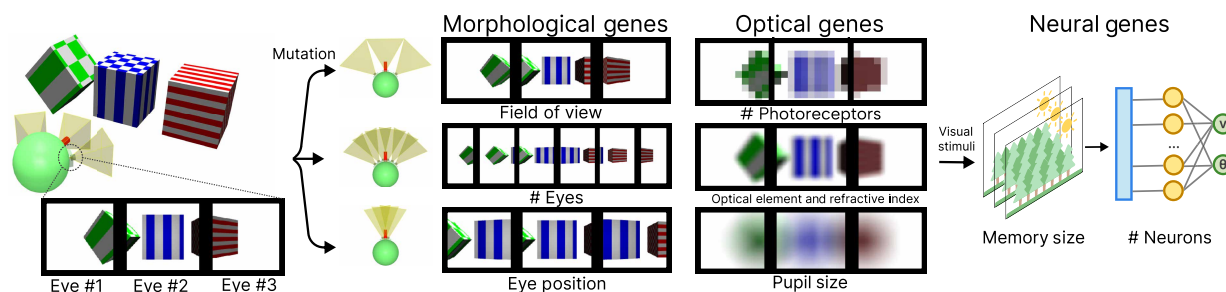 Morphological genes
Optical genes
Neural genes
Mutation
Field of view
# Photoreceptors
Visual
stimuli
...
v
θ
# Eyes
Optical element and refractive index
Memory size
# Neurons
Eye #1
Eye #2
Eye #3
Eye position
Pupil size